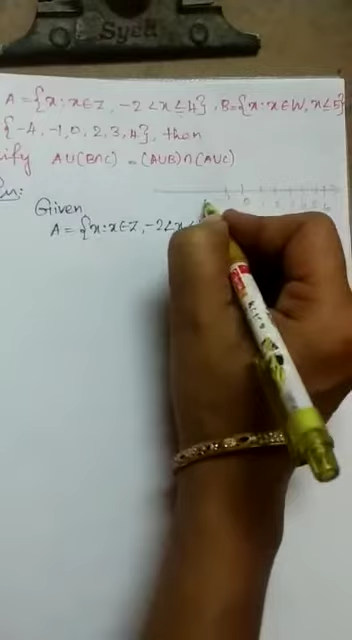 Syed
A = {x : x ∈ Z, -2 < x ≤ 4}, B = {x : x ∈ W, x ≤ 5}
{-4, -1, 0, 2, 3, 4}, then
ify A∪(B∩C) = (A∪B)∩(A∪C)
Given
A = {x : x ∈ Z, -2 < x ≤